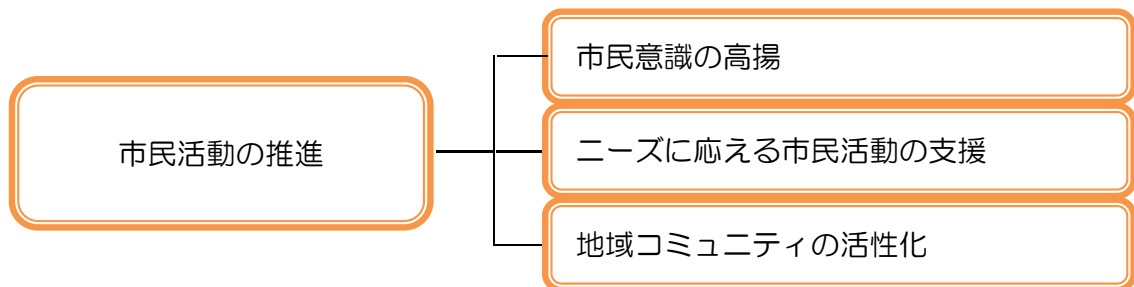 市民活動の推進
市民意識の高揚
ニーズに応える市民活動の支援
地域コミュニティの活性化